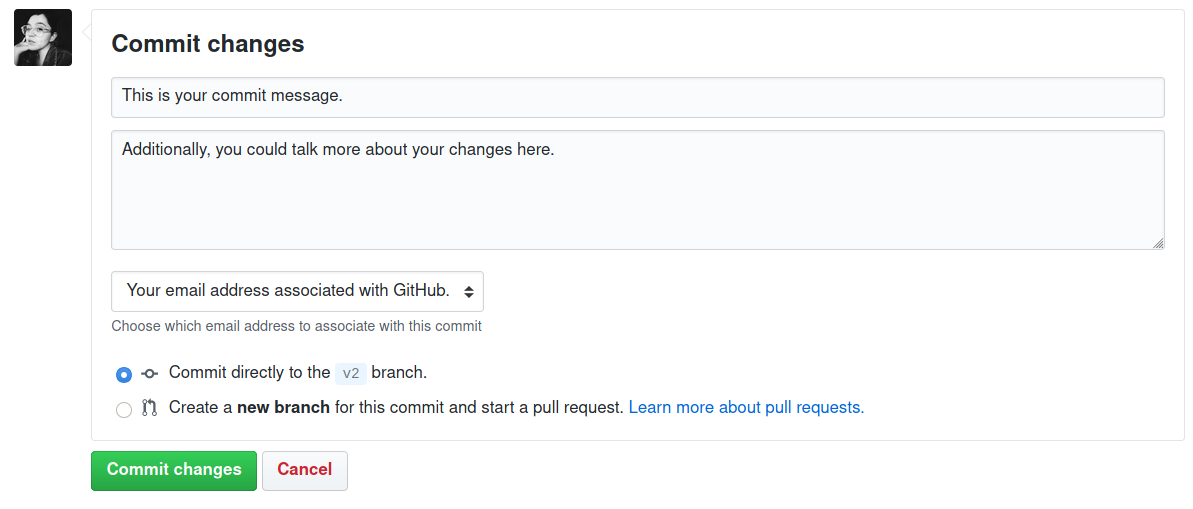 Commit changes
This is your commit message.
Additionally, you could talk more about your changes here.
Your email address associated with GitHub.
Choose which email address to associate with this commit
Commit directly to the v2 branch.
Create a new branch for this commit and start a pull request. Learn more about pull requests.
Commit changes Cancel